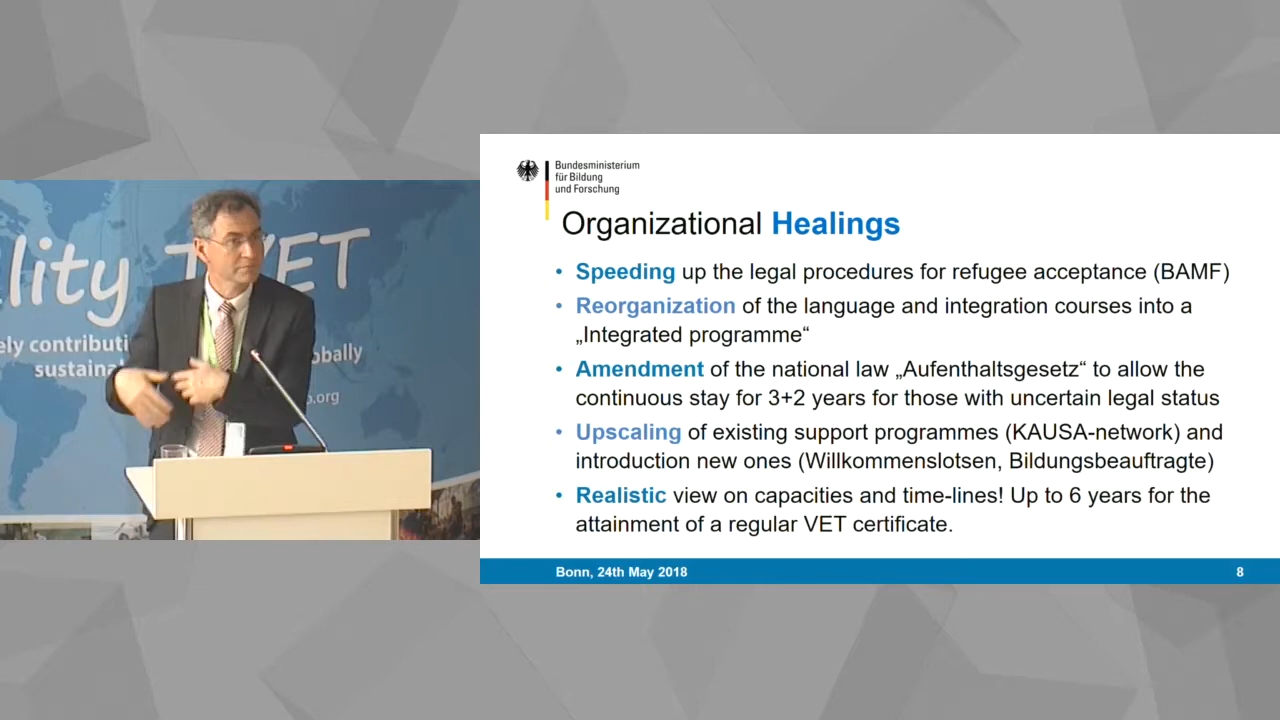 lity TVET
ely contributi
obally
sustaina
o.org
Bundesministerium
für Bildung
und Forschung
Organizational Healings
• Speeding up the legal procedures for refugee acceptance (BAMF)
• Reorganization of the language and integration courses into a
„Integrated programme“
• Amendment of the national law „Aufenthaltsgesetz“ to allow the
continuous stay for 3+2 years for those with uncertain legal status
• Upscaling of existing support programmes (KAUSA-network) and
introduction new ones (Willkommenslotsen, Bildungsbeauftragte)
• Realistic view on capacities and time-lines! Up to 6 years for the
attainment of a regular VET certificate.
Bonn, 24th May 2018
8